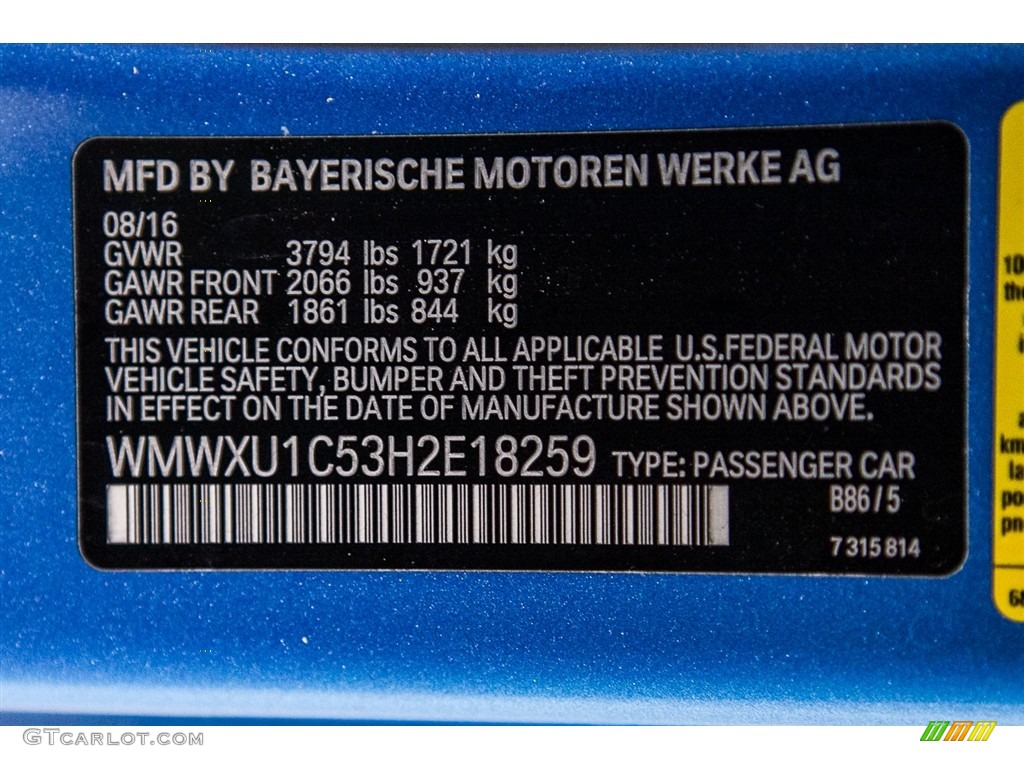 MFD BY BAYERISCHE MOTOREN WERKE AG
08/16
GVWR 3794 lbs 1721 kg
GAWR FRONT 2066 lbs 937 kg
GAWR REAR 1861 lbs 844 kg
THIS VEHICLE CONFORMS TO ALL APPLICABLE U.S.FEDERAL MOTOR
VEHICLE SAFETY, BUMPER AND THEFT PREVENTION STANDARDS
IN EFFECT ON THE DATE OF MANUFACTURE SHOWN ABOVE.
WMWXU1C53H2E18259 TYPE: PASSENGER CAR
B86/5
7 315 814
GTCARLOT.COM